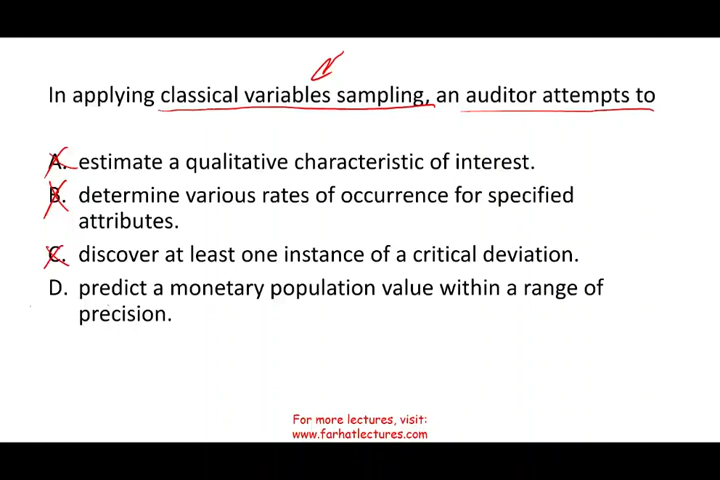 In applying classical variables sampling, an auditor attempts to
A. estimate a qualitative characteristic of interest.
B. determine various rates of occurrence for specified
attributes.
C. discover at least one instance of a critical deviation.
D. predict a monetary population value within a range of
precision.
For more lectures, visit:
www.farhatlectures.com